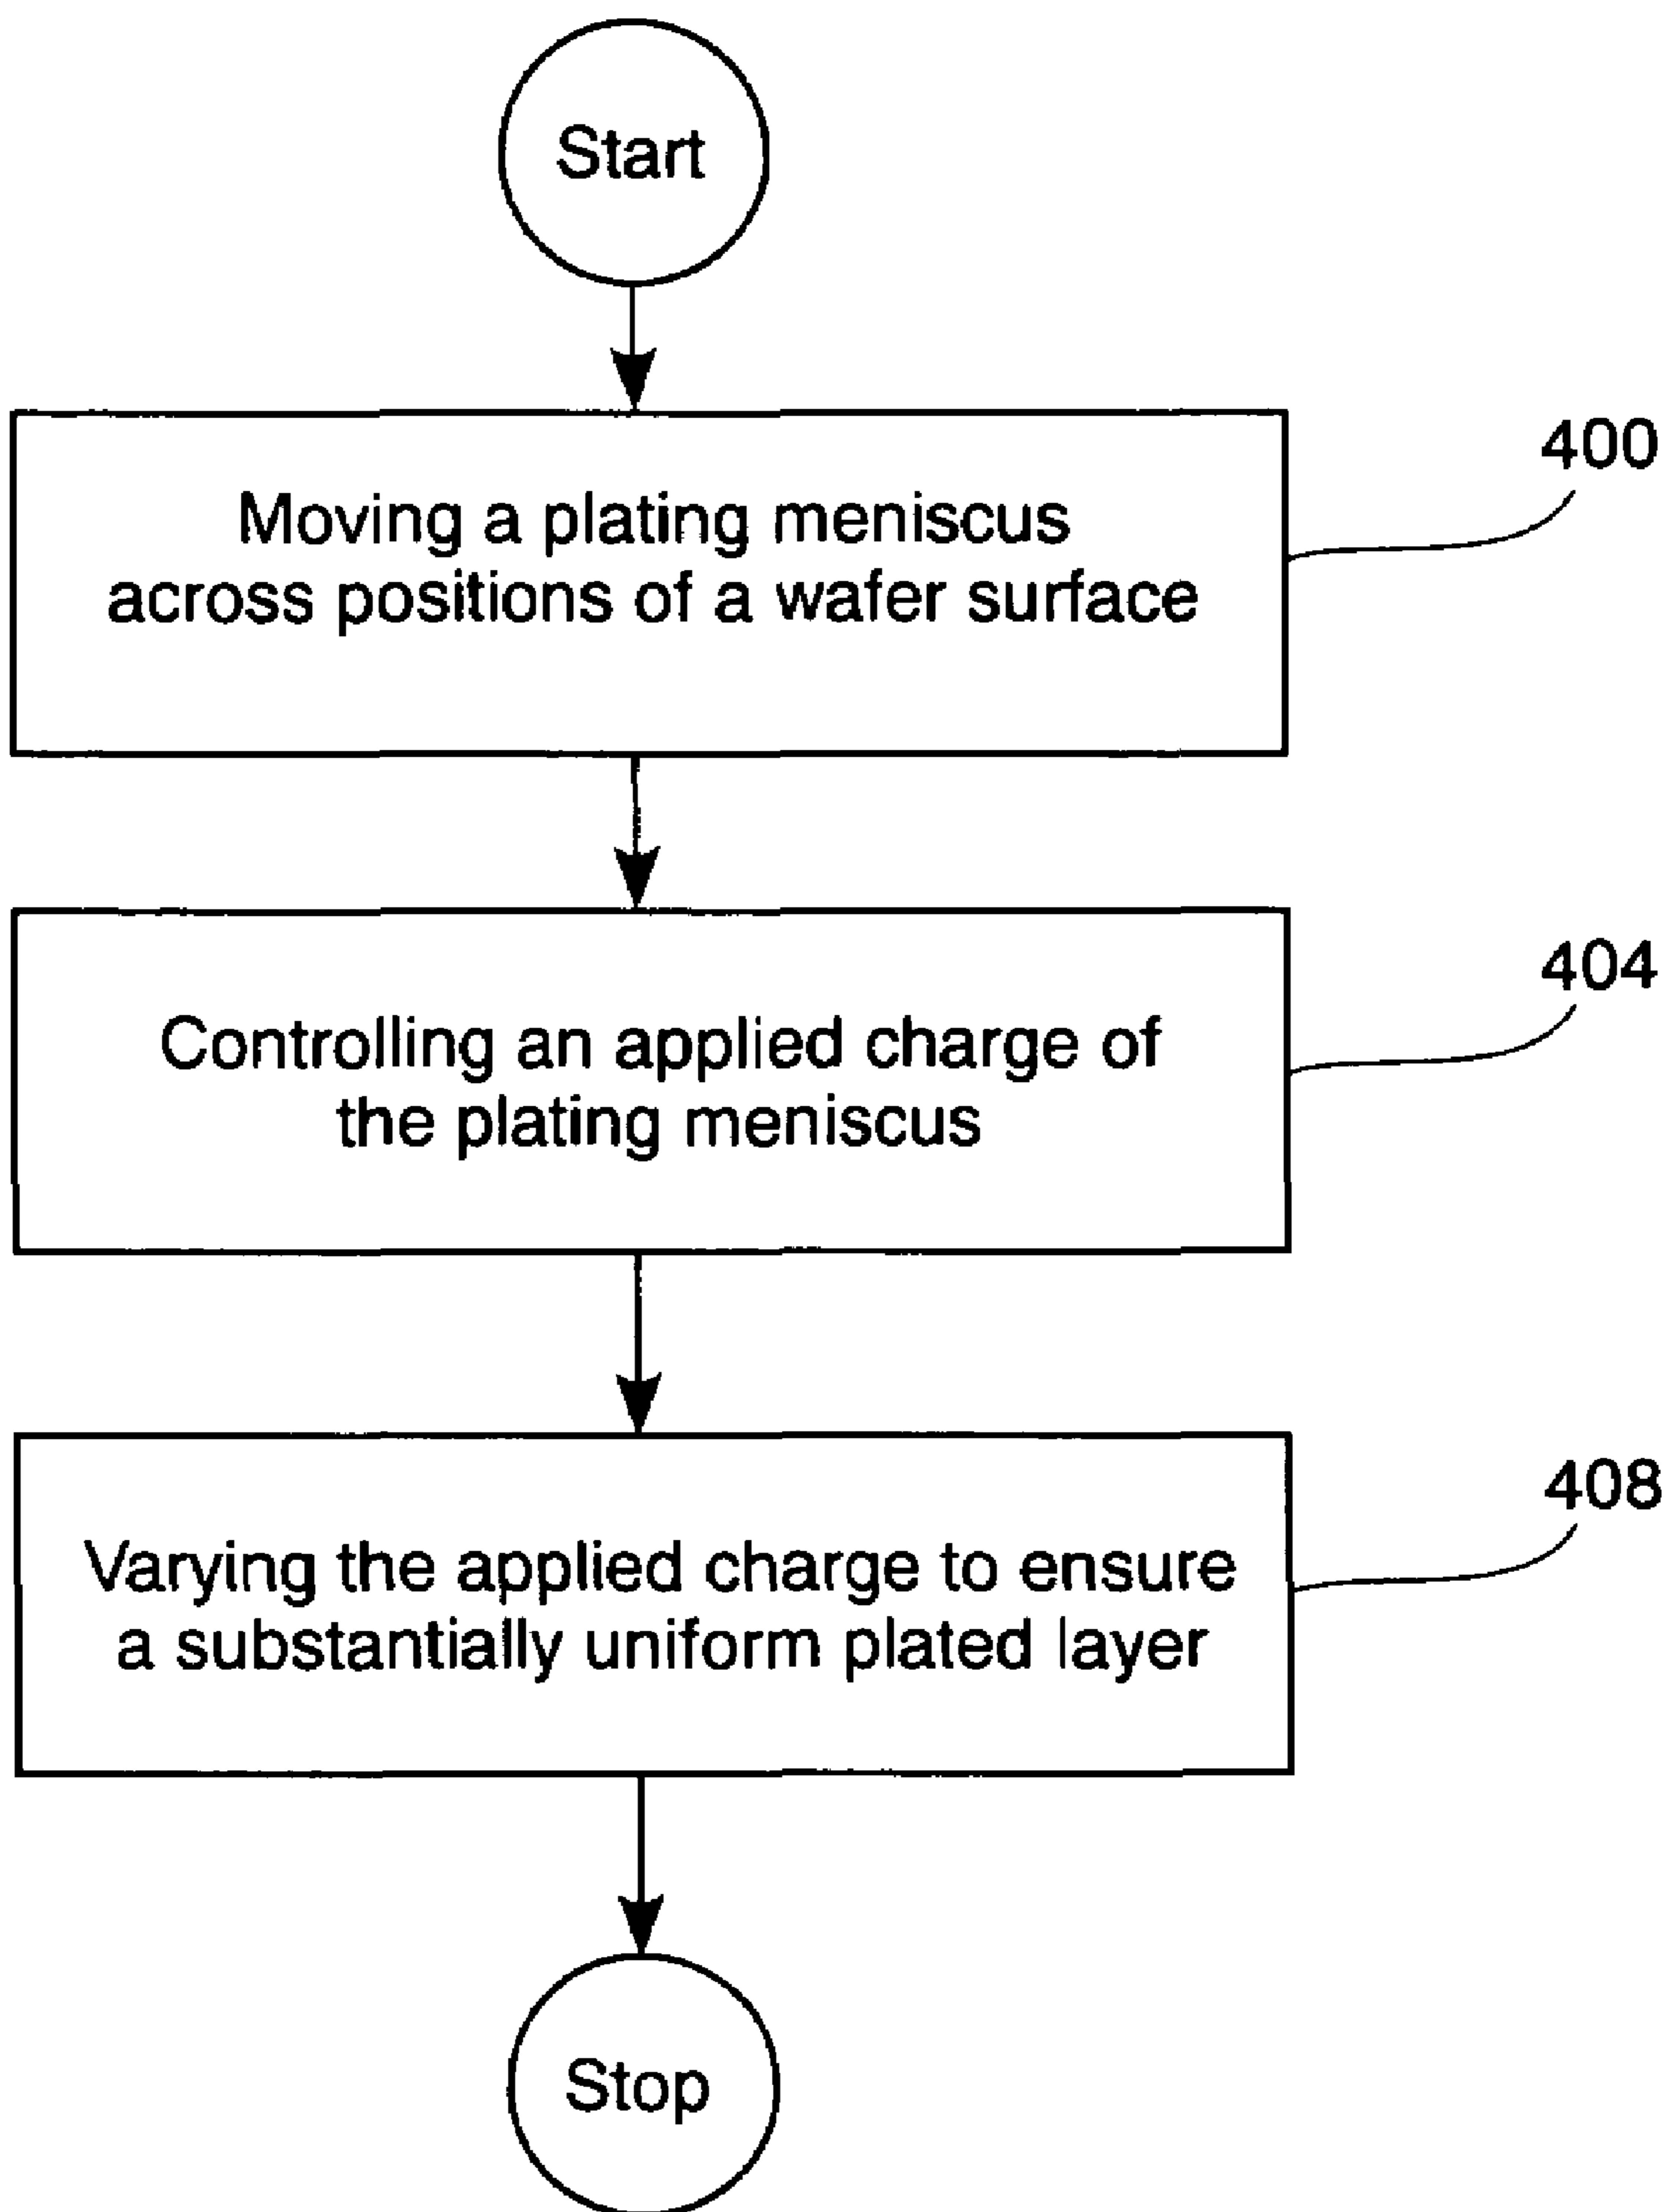 Start
Moving a plating meniscus
across positions of a wafer surface
400
Controlling an applied charge of
the plating meniscus
404
Varying the applied charge to ensure
a substantially uniform plated layer
408
Stop